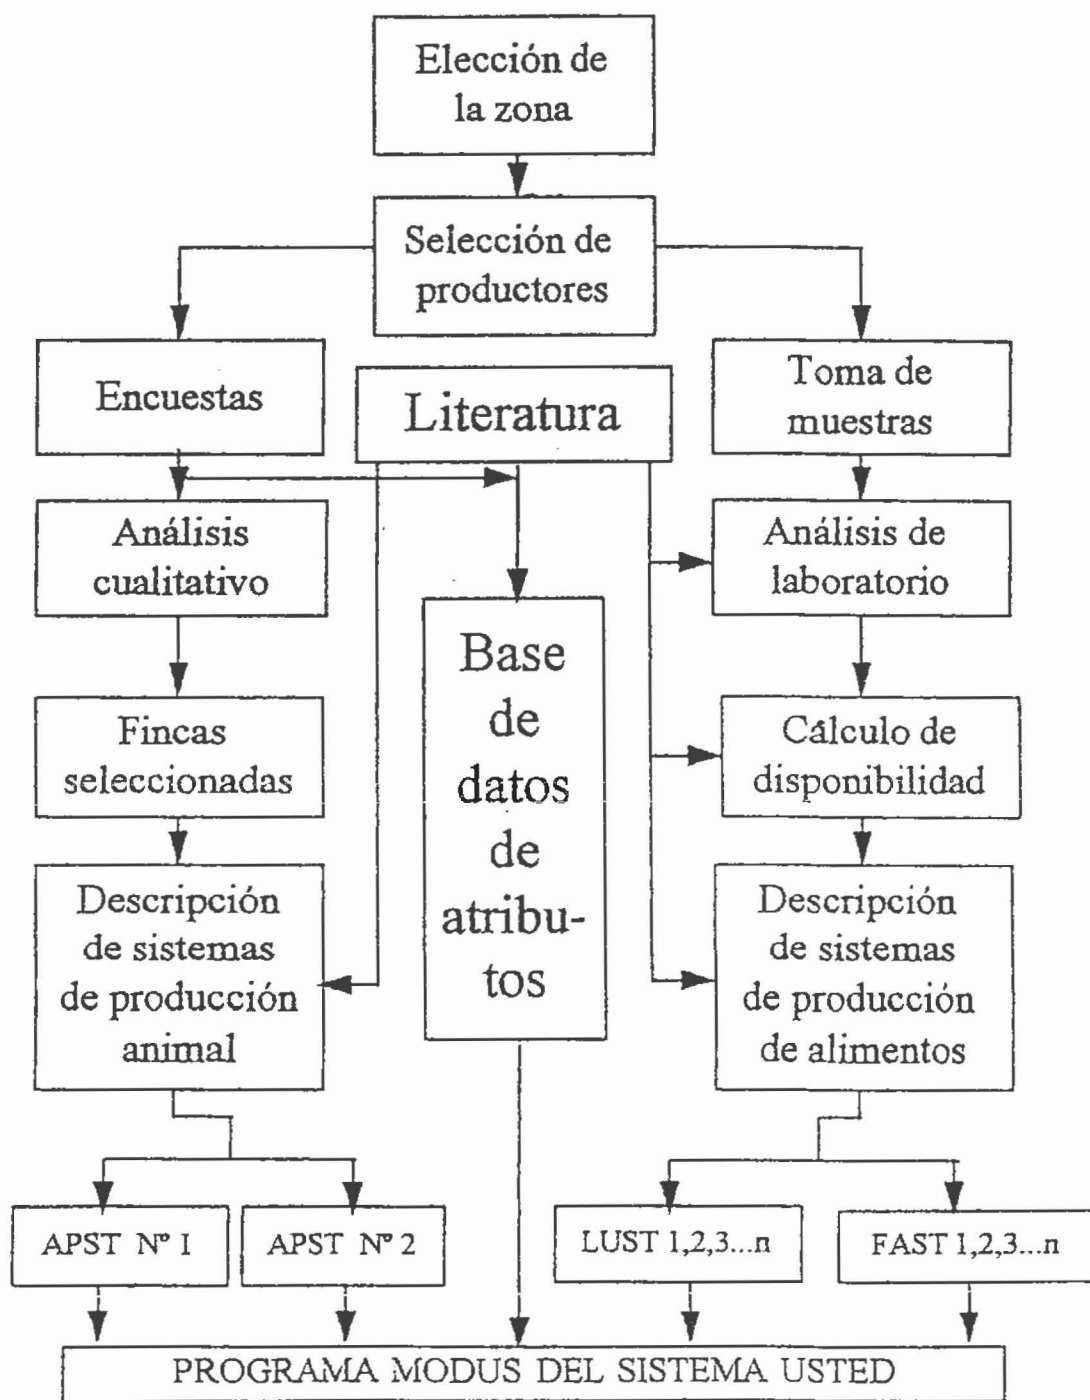 Elección de
la zona
Selección de
productores
Encuestas
Literatura
Toma de
muestras
Análisis
cualitativo
Análisis de
laboratorio
Base
de
datos
de
atribu-
tos
Fincas
seleccionadas
Cálculo de
disponibilidad
Descripción
de sistemas
de producción
animal
Descripción
de sistemas
de producción
de alimentos
APST Nº 1
APST Nº 2
LUST 1,2,3...n
FAST 1,2,3...n
PROGRAMA MODUS DEL SISTEMA USTED